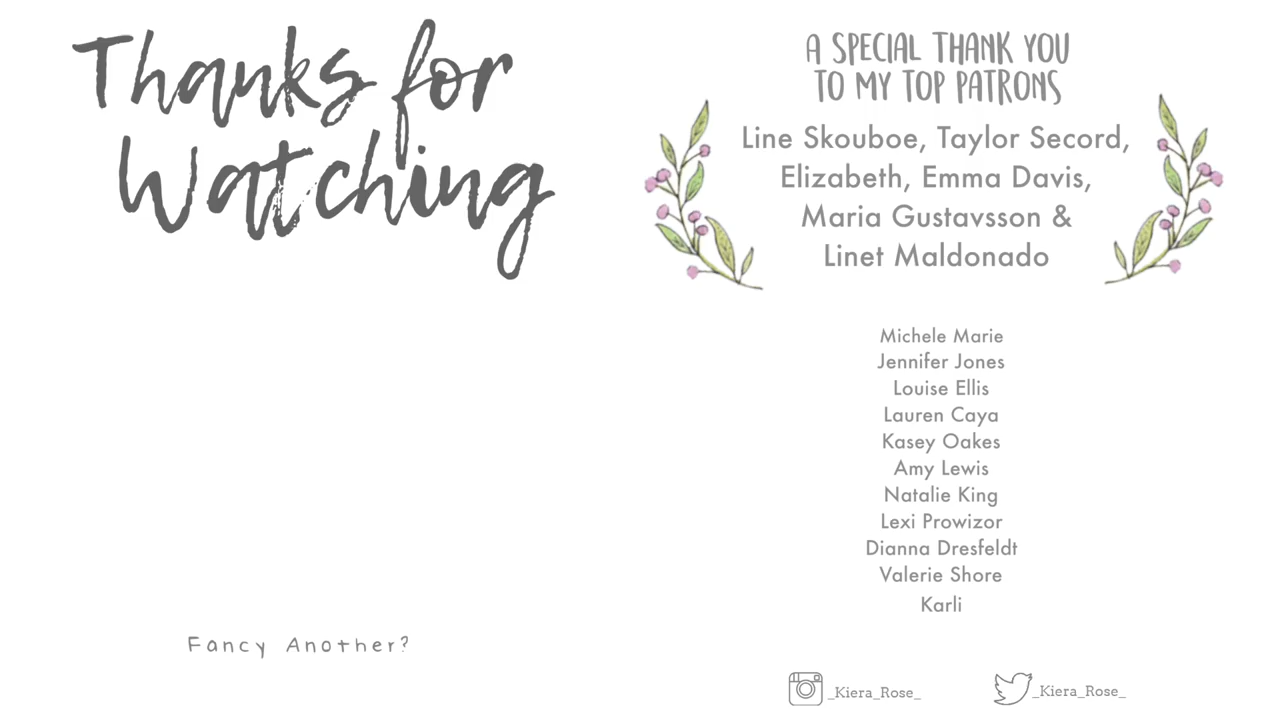 Thanks for
Watching
Fancy Another?
A SPECIAL THANK YOU
TO MY TOP PATRONS
Line Skouboe, Taylor Secord,
Elizabeth, Emma Davis,
Maria Gustavsson &
Linet Maldonado
Michele Marie
Jennifer Jones
Louise Ellis
Lauren Caya
Kasey Oakes
Amy Lewis
Natalie King
Lexi Prowizor
Dianna Dresfeldt
Valerie Shore
Karli
_Kiera_Rose_
_Kiera_Rose_